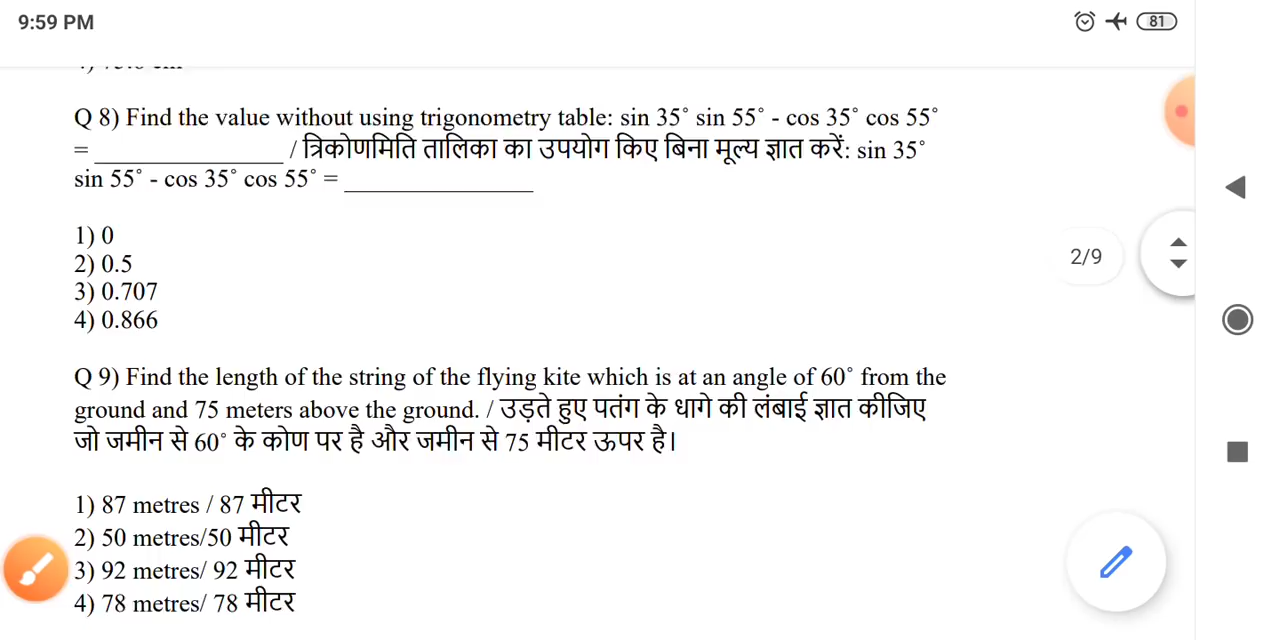 9:59 PM
81
Q 8) Find the value without using trigonometry table: sin 35° sin 55° - cos 35° cos 55°
= _______________ / त्रिकोणमिति तालिका का उपयोग किए बिना मूल्य ज्ञात करें: sin 35°
sin 55° - cos 35° cos 55° = _______________
1) 0
2) 0.5
3) 0.707
4) 0.866
2/9
Q 9) Find the length of the string of the flying kite which is at an angle of 60° from the
ground and 75 meters above the ground. / उड़ते हुए पतंग के धागे की लंबाई ज्ञात कीजिए
जो जमीन से 60° के कोण पर है और जमीन से 75 मीटर ऊपर है।
1) 87 metres / 87 मीटर
2) 50 metres/50 मीटर
3) 92 metres/ 92 मीटर
4) 78 metres/ 78 मीटर